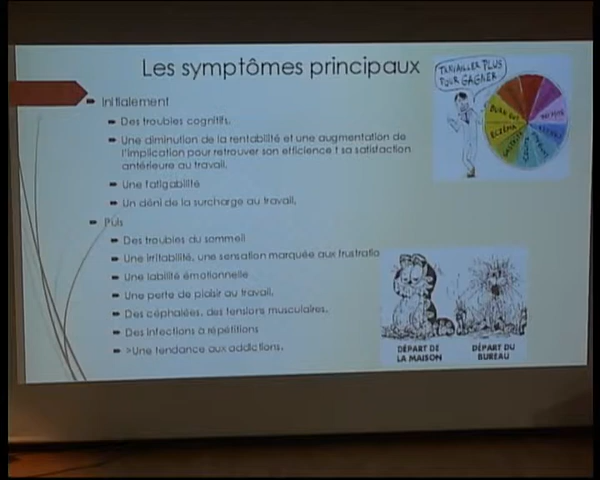 Les symptômes principaux
Initialement
Des troubles cognitifs.
Une diminution de la rentabilité et une augmentation de
l'implication pour retrouver son efficience t sa satisfaction
antérieure au travail.
Une fatigabilité
Un déni de la surcharge au travail.
Puis
Des troubles du sommeil
Une irritabilité, une sensation marquée aux frustratio
Une labilité émotionnelle
Une perte de plaisir au travail.
Des céphalées, des tensions musculaires.
Des infections à répétitions
>Une tendance aux addictions.
TRAVAILLER PLUS
POUR GAGNER
BURN OUT
ECZÉMA
DÉPART DE
LA MAISON
DÉPART DU
BUREAU